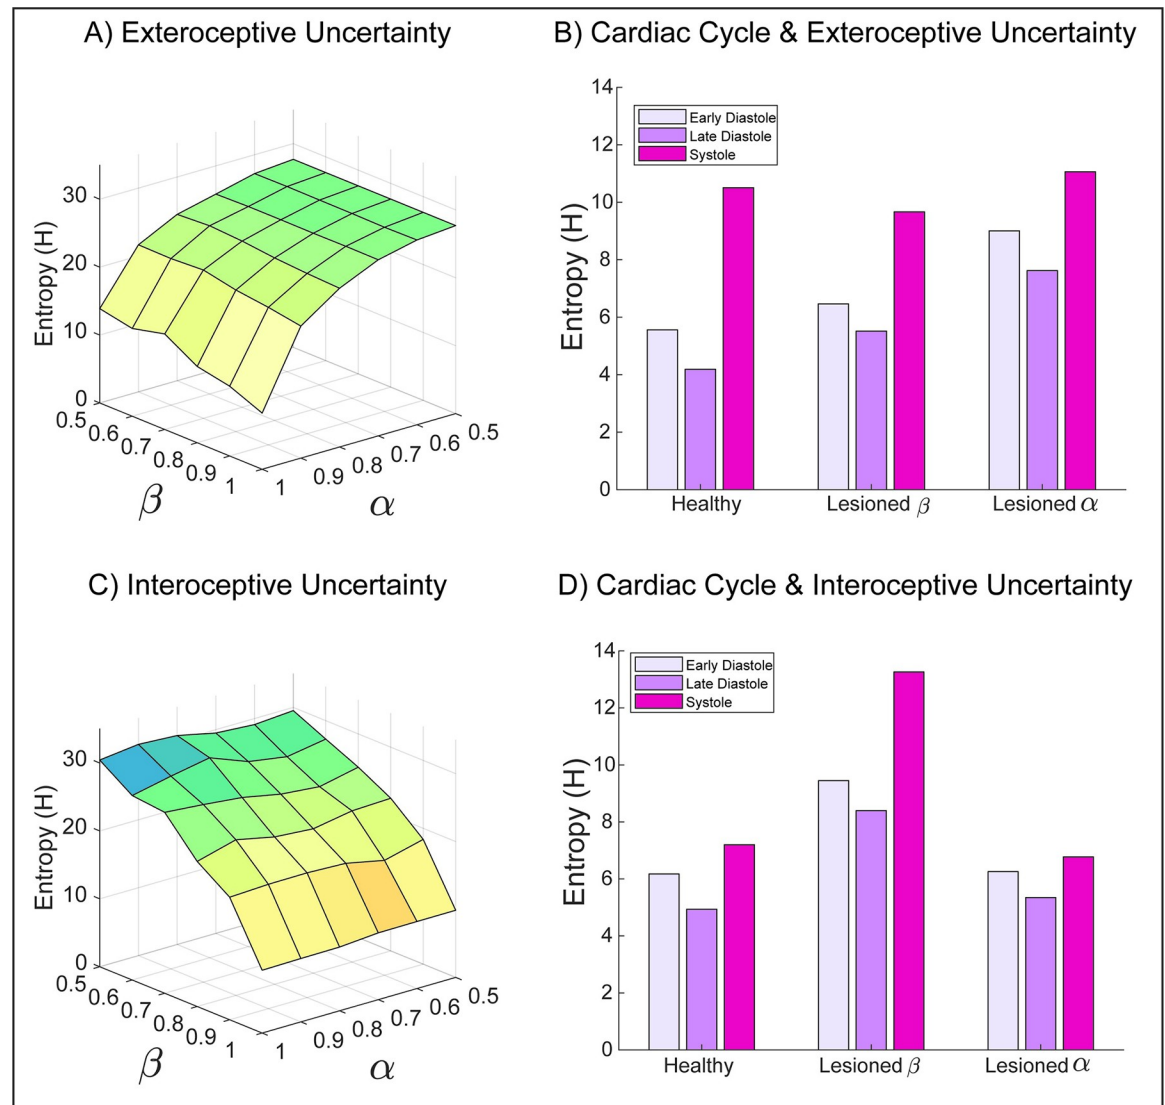 A) Exteroceptive Uncertainty
Entropy (H)
30
20
10
0
0.5
0.6
0.7
0.8
0.9
1
β
1
0.9
0.8
0.7
0.6
0.5
α
B) Cardiac Cycle & Exteroceptive Uncertainty
Entropy (H)
14
12
10
8
6
4
2
0
Early Diastole
Late Diastole
Systole
Healthy
Lesioned β
Lesioned α
C) Interoceptive Uncertainty
Entropy (H)
30
20
10
0
0.5
0.6
0.7
0.8
0.9
1
β
1
0.9
0.8
0.7
0.6
0.5
α
D) Cardiac Cycle & Interoceptive Uncertainty
Entropy (H)
14
12
10
8
6
4
2
0
Early Diastole
Late Diastole
Systole
Healthy
Lesioned β
Lesioned α